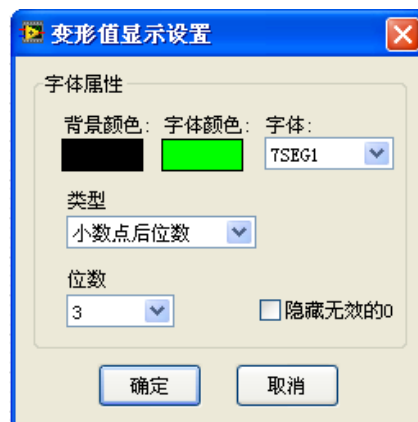 变形值显示设置
字体属性
背景颜色: 字体颜色: 字体:
7SEG1
类型
小数点后位数
位数
3 隐藏无效的0
确定 取消